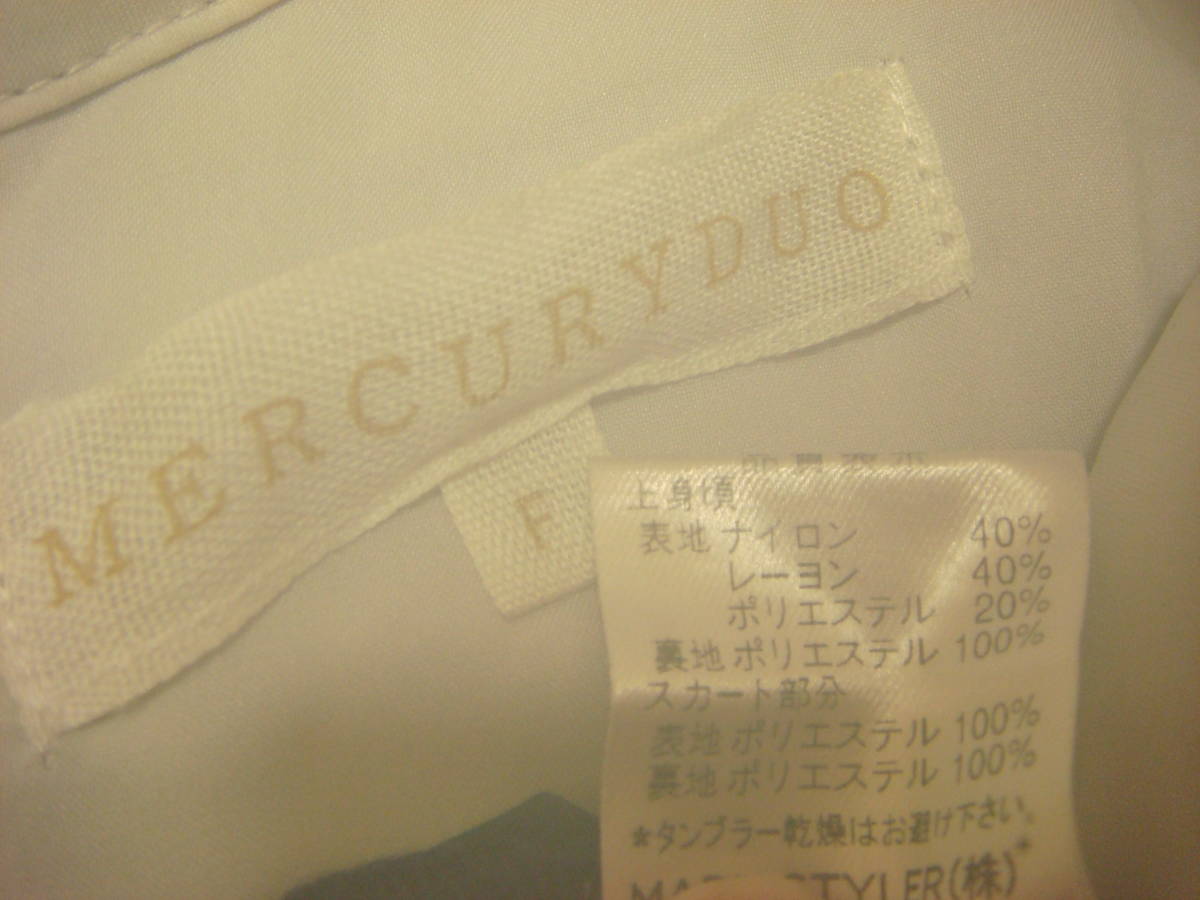 MERCURYDUO
F
上身頃
表地 ナイロン 40%
レーヨン 40%
ポリエステル 20%
裏地 ポリエステル 100%
スカート部分
表地 ポリエステル 100%
裏地 ポリエステル 100%
*タンブラー乾燥はお避け下さい。*